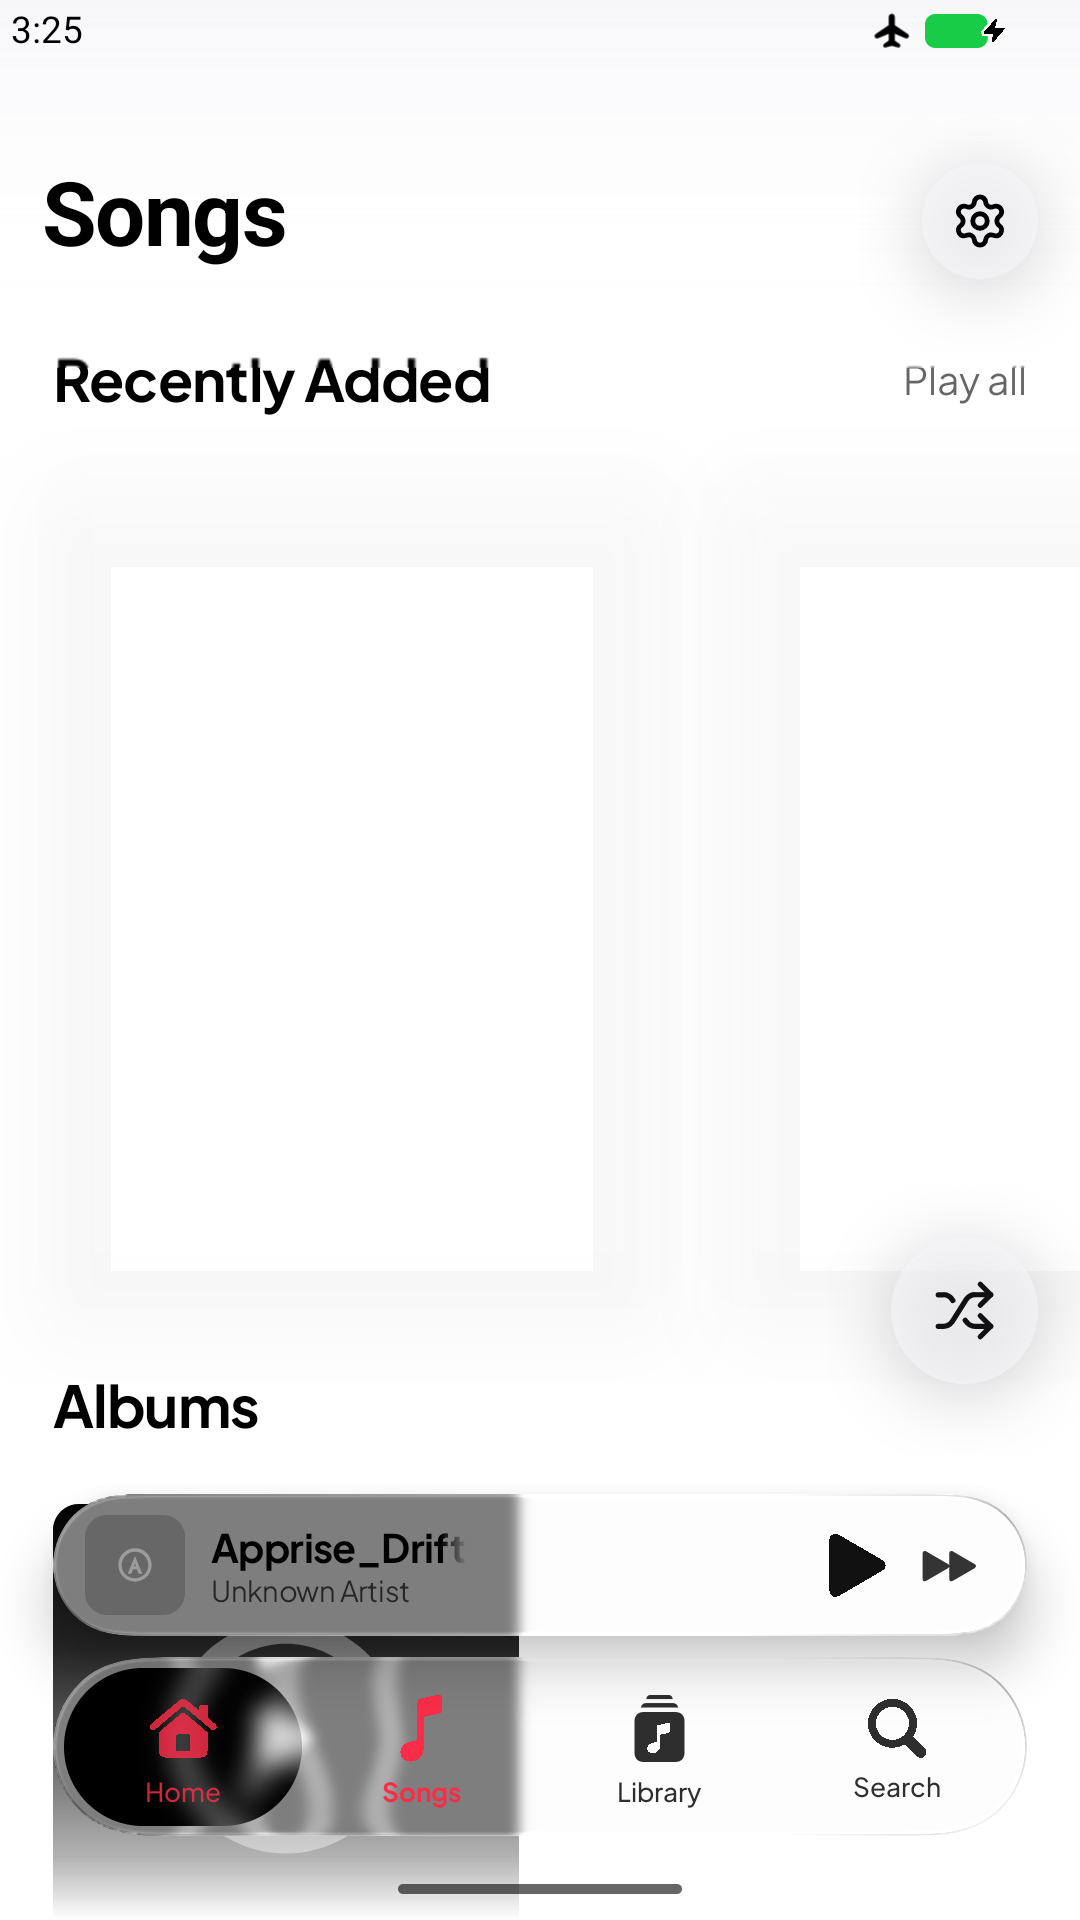 3:25
Songs
Recently Added
Play all
Albums
Apprise_Drift
Unknown Artist
Home
Songs
Library
Search